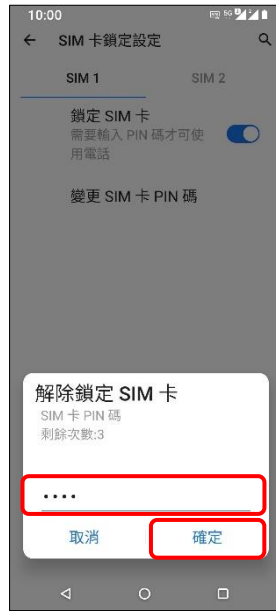 10:00
SIM 卡鎖定設定
SIM 1 SIM 2
鎖定 SIM 卡
需要輸入 PIN 碼才可使
用電話
變更 SIM 卡 PIN 碼
解除鎖定 SIM 卡
SIM 卡 PIN 碼
剩餘次數:3
....
取消 確定